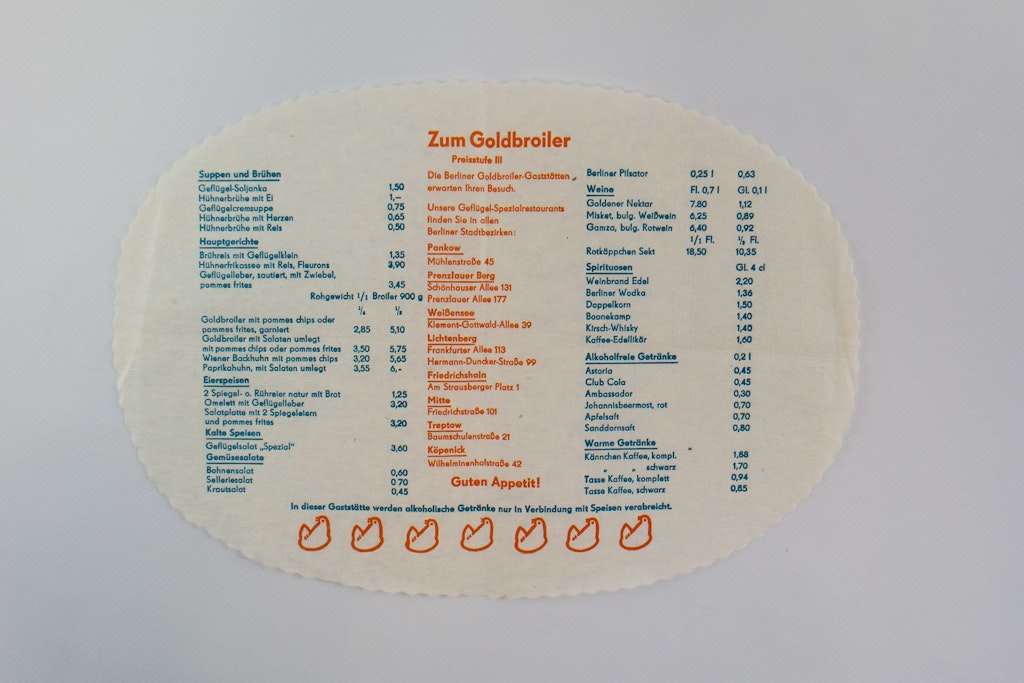 Zum Goldbroiler
Preisstufe III
Suppen und Brühen
Geflügel-Soljanka 1,50
Hühnerbrühe mit Ei 1,—
Geflügelcremsuppe 0,75
Hühnerbrühe mit Herzen 0,65
Hühnerbrühe mit Reis 0,50
Hauptgerichte
Brühreis mit Geflügelklein 1,35
Hühnerfrikassee mit Reis, Fleurons 3,90
Geflügelleber, sautiert, mit Zwiebel,
pommes frites 3,45
Rohgewicht 1/1 Broiler 900 g
¼ ½
Goldbroiler mit pommes chips oder
pommes frites, garniert 2,85 5,10
Goldbroiler mit Salaten umlegt
mit pommes chips oder pommes frites 3,50 5,75
Wiener Backhuhn mit pommes chips 3,20 5,65
Paprikahuhn, mit Salaten umlegt 3,55 6,-
Eierspeisen
2 Spiegel- o. Rühreier natur mit Brot 1,25
Omelett mit Geflügelleber 3,20
Salatplatte mit 2 Spiegeleiern
und pommes frites 3,20
Kalte Speisen
Geflügelsalat „Spezial" 3,60
Gemüsesalate
Bohnensalat 0,60
Selleriesalat 0 70
Krautsalat 0,45
Die Berliner Goldbroiler-Gaststätten
erwarten Ihren Besuch.
Unsere Geflügel-Spezialrestaurants
finden Sie in allen
Berliner Stadtbezirken:
Pankow
Mühlenstraße 45
Prenzlauer Berg
Schönhauser Allee 131
Prenzlauer Allee 177
Weißensee
Klement-Gottwald-Allee 39
Lichtenberg
Frankfurter Allee 113
Hermann-Duncker-Straße 99
Friedrichshain
Am Strausberger Platz 1
Mitte
Friedrichstraße 101
Treptow
Baumschulenstraße 21
Köpenick
Wilhelminenhofstraße 42
Guten Appetit!
Berliner Pilsator 0,25 l 0,63
Weine Fl. 0,7 l Gl. 0,1 l
Goldener Nektar 7.80 1,12
Misket, bulg. Weißwein 6,25 0,89
Gamza, bulg. Rotwein 6,40 0,92
1/1 Fl. ½ Fl.
Rotkäppchen Sekt 18,50 10,35
Spirituosen Gl. 4 cl
Weinbrand Edel 2,20
Berliner Wodka 1,36
Doppelkorn 1,50
Boonekamp 1,40
Kirsch-Whisky 1,40
Kaffee-Edellikör 1,60
Alkoholfreie Getränke 0,2 l
Astoria 0,45
Club Cola 0,45
Ambassador 0,30
Johannisbeermost, rot 0,70
Apfelsaft 0,70
Sanddornsaft 0,80
Warme Getränke
Kännchen Kaffee, kompl. 1,88
„ „ schwarz 1,70
Tasse Kaffee, komplett 0,94
Tasse Kaffee, schwarz 0,85
In dieser Gaststätte werden alkoholische Getränke nur in Verbindung mit Speisen verabreicht.